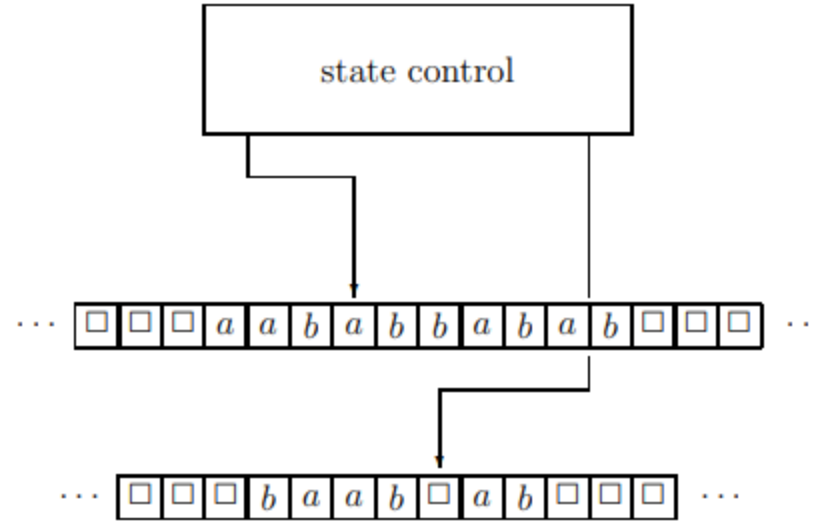 state control
··· □ □ □ a a b a b b a b a b □ □ □ ··
··· □ □ □ b a a b □ a b □ □ □ ···